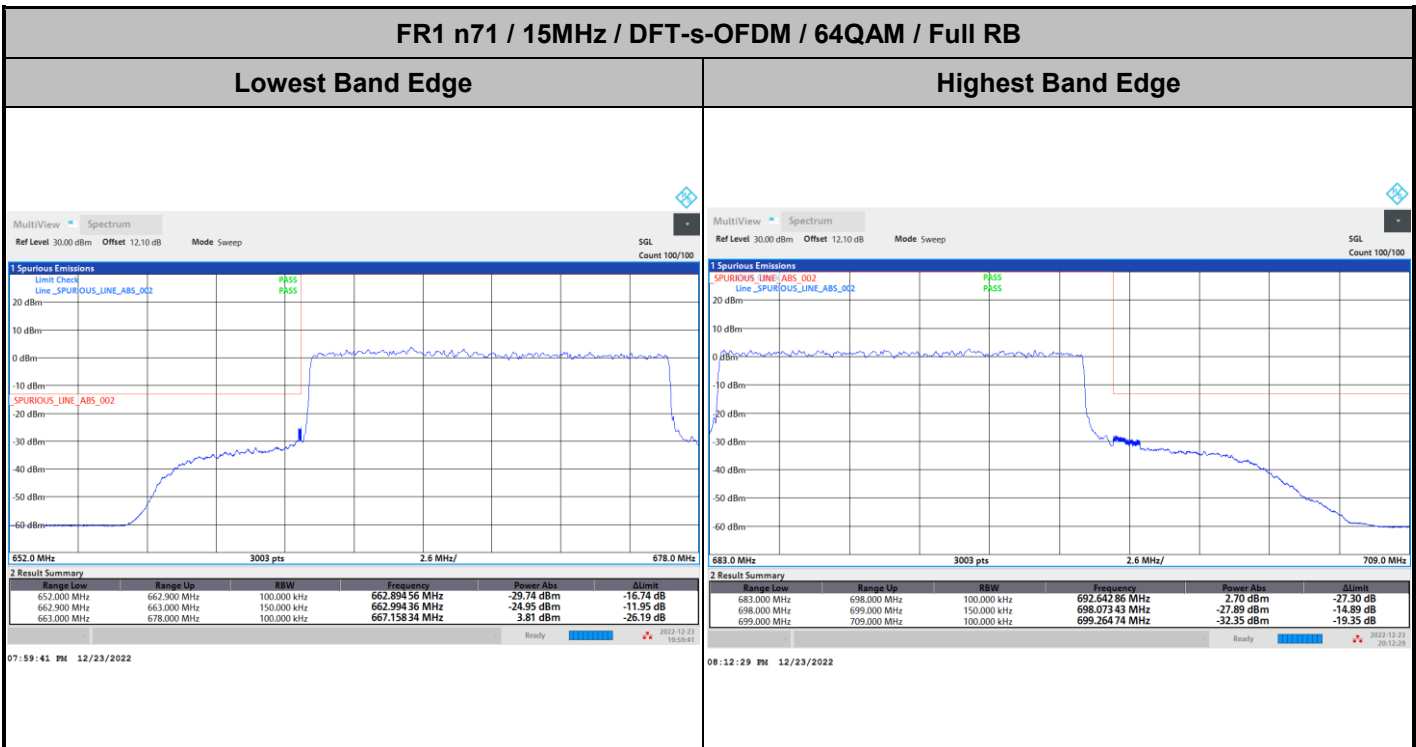 FR1 n71 / 15MHz / DFT-s-OFDM / 64QAM / Full RB
Lowest Band Edge
MultiView Spectrum
Ref Level 30.00 dBm Offset 12.10 dB Mode Sweep SGL
Count 100/100
1 Spurious Emissions
Limit Check PASS
Line _SPURIOUS_LINE_ABS_002 PASS
20 dBm
10 dBm
0 dBm
-10 dBm
_SPURIOUS_LINE_ABS_002
-20 dBm
-30 dBm
-40 dBm
-50 dBm
-60 dBm
652.0 MHz 3003 pts 2.6 MHz/ 678.0 MHz
2 Result Summary
Range Low Range Up RBW Frequency Power Abs ΔLimit
652.000 MHz 662.900 MHz 100.000 kHz 662.894 56 MHz -29.74 dBm -16.74 dB
662.900 MHz 663.000 MHz 150.000 kHz 662.994 36 MHz -24.95 dBm -11.95 dB
663.000 MHz 678.000 MHz 100.000 kHz 667.158 34 MHz 3.81 dBm -26.19 dB
Ready 2022-12-23
19:59:41
07:59:41 PM 12/23/2022
Highest Band Edge
MultiView Spectrum
Ref Level 30.00 dBm Offset 12.10 dB Mode Sweep SGL
Count 100/100
1 Spurious Emissions
_SPURIOUS_LINE_ABS_002 PASS
Line _SPURIOUS_LINE_ABS_002 PASS
20 dBm
10 dBm
0 dBm
-10 dBm
-20 dBm
-30 dBm
-40 dBm
-50 dBm
-60 dBm
683.0 MHz 3003 pts 2.6 MHz/ 709.0 MHz
2 Result Summary
Range Low Range Up RBW Frequency Power Abs ΔLimit
683.000 MHz 698.000 MHz 100.000 kHz 692.642 86 MHz 2.70 dBm -27.30 dB
698.000 MHz 699.000 MHz 150.000 kHz 698.073 43 MHz -27.89 dBm -14.89 dB
699.000 MHz 709.000 MHz 100.000 kHz 699.264 74 MHz -32.35 dBm -19.35 dB
Ready 2022-12-23
20:12:29
08:12:29 PM 12/23/2022